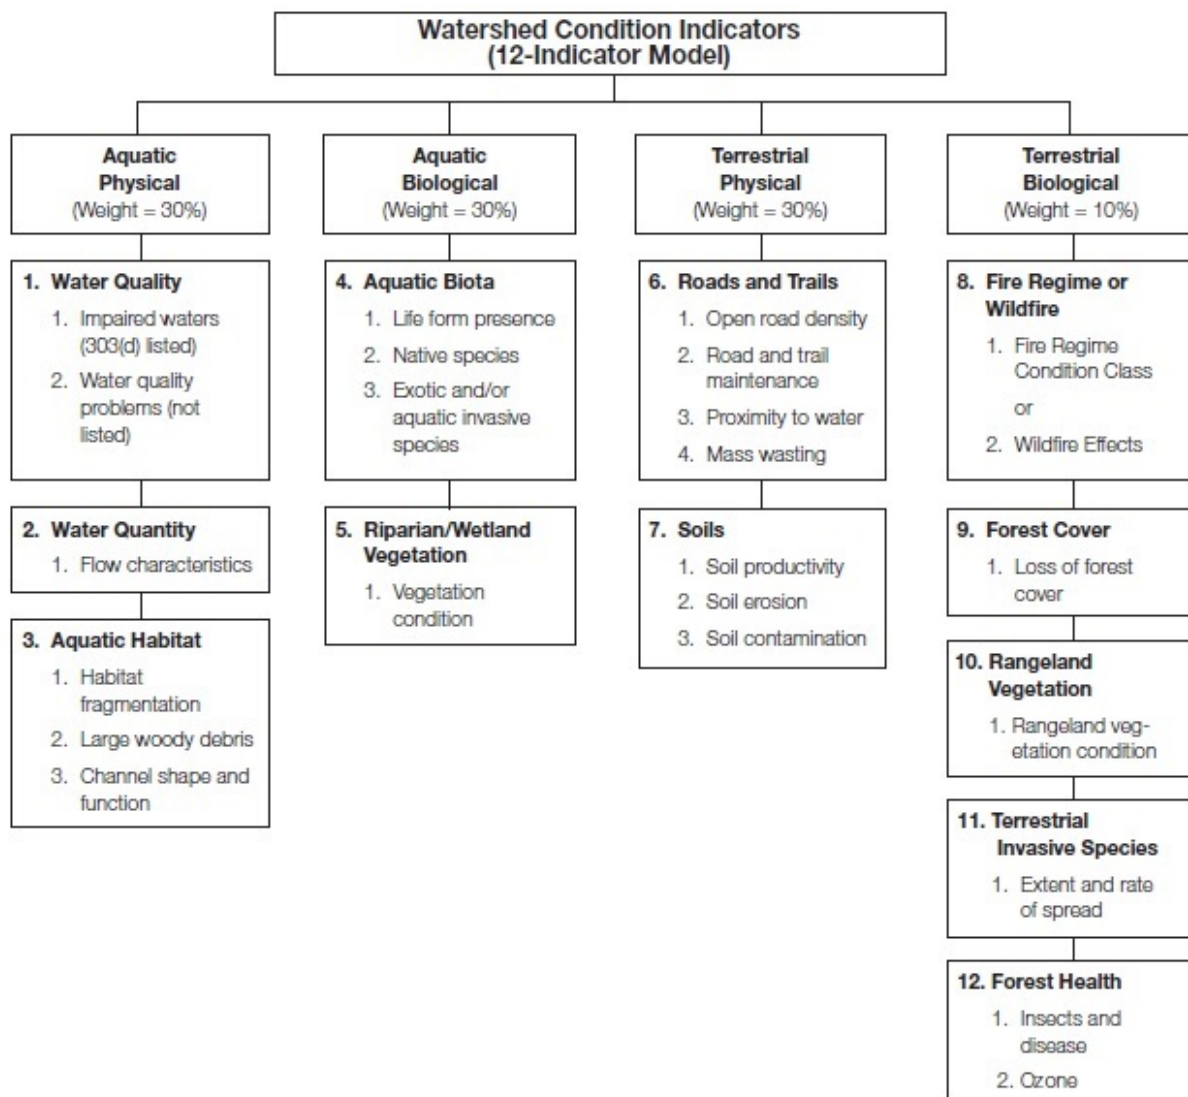 Watershed Condition Indicators
(12-Indicator Model)
Aquatic
Physical
(Weight = 30%)
1. Water Quality
1. Impaired waters
(303(d) listed)
2. Water quality
problems (not
listed)
2. Water Quantity
1. Flow characteristics
3. Aquatic Habitat
1. Habitat
fragmentation
2. Large woody debris
3. Channel shape and
function
Aquatic
Biological
(Weight = 30%)
4. Aquatic Biota
1. Life form presence
2. Native species
3. Exotic and/or
aquatic invasive
species
5. Riparian/Wetland
Vegetation
1. Vegetation
condition
Terrestrial
Physical
(Weight = 30%)
6. Roads and Trails
1. Open road density
2. Road and trail
maintenance
3. Proximity to water
4. Mass wasting
7. Soils
1. Soil productivity
2. Soil erosion
3. Soil contamination
Terrestrial
Biological
(Weight = 10%)
8. Fire Regime or
Wildfire
1. Fire Regime
Condition Class
or
2. Wildfire Effects
9. Forest Cover
1. Loss of forest
cover
10. Rangeland
Vegetation
1. Rangeland veg-
etation condition
11. Terrestrial
Invasive Species
1. Extent and rate
of spread
12. Forest Health
1. Insects and
disease
2. Ozone